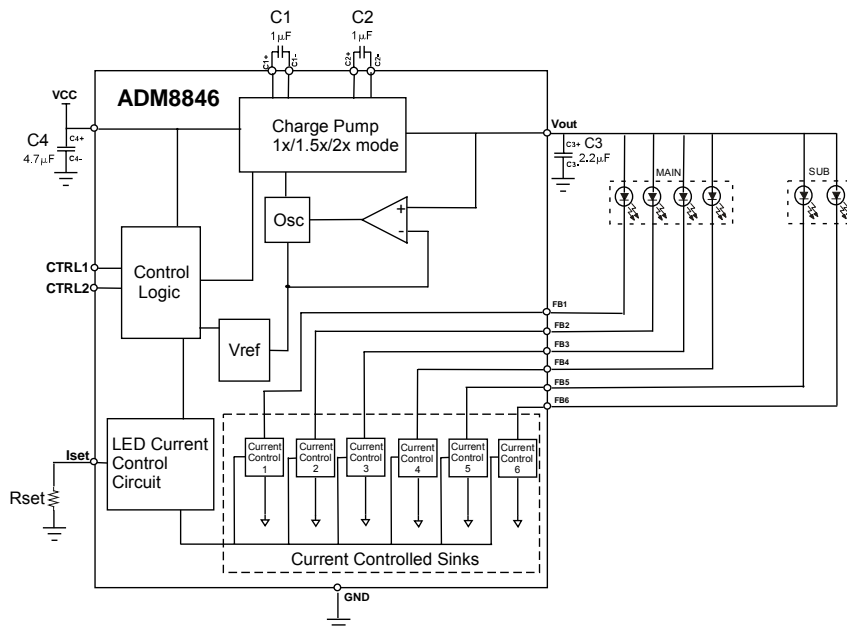 C1
1µF
C2
1µF
C1+
C1-
C2+
C2-
VCC
ADM8846
C4
4.7µF
C4+
C4-
Charge Pump
1x/1.5x/2x mode
Vout
C3+
C3-
C3
2.2µF
MAIN
SUB
Osc
+
-
CTRL1
CTRL2
Control
Logic
Vref
FB1
FB2
FB3
FB4
FB5
FB6
Iset
Rset
LED Current
Control
Circuit
Current
Control
1
Current
Control
2
Current
Control
3
Current
Control
4
Current
Control
5
Current
Control
6
Current Controlled Sinks
GND